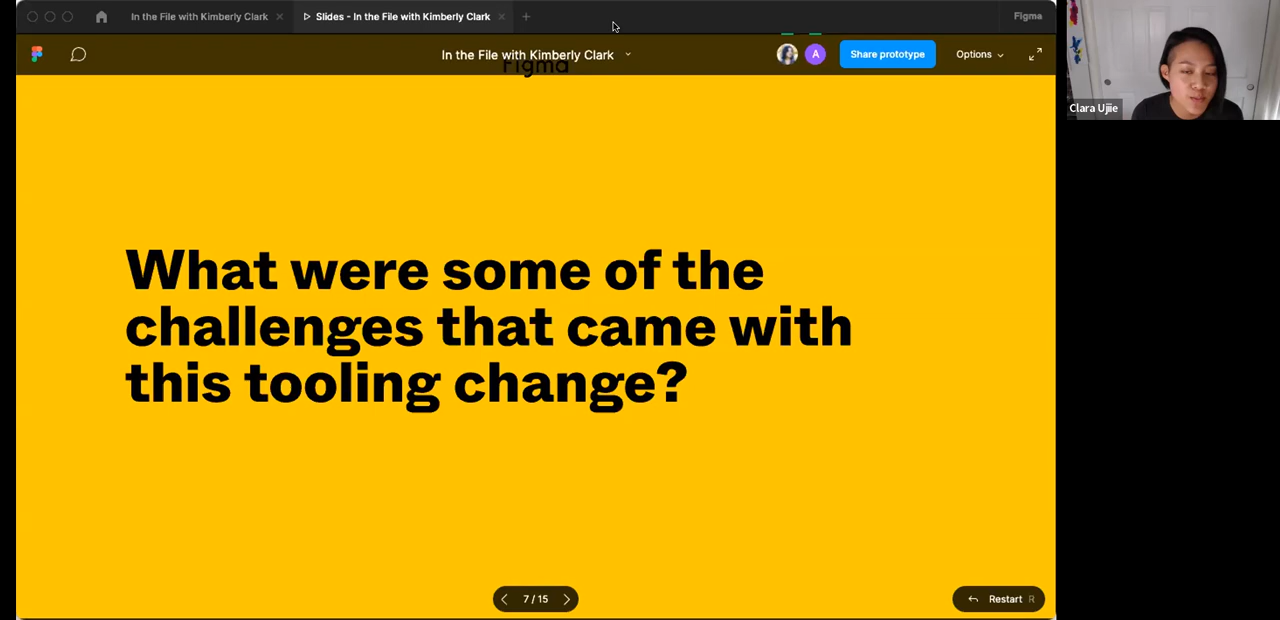 In the File with Kimberly Clark
Slides - In the File with Kimberly Clark
Figma
In the File with Kimberly Clark
Figma
A
Share prototype
Options
Clara Ujiie
What were some of the
challenges that came with
this tooling change?
7 / 15
Restart R